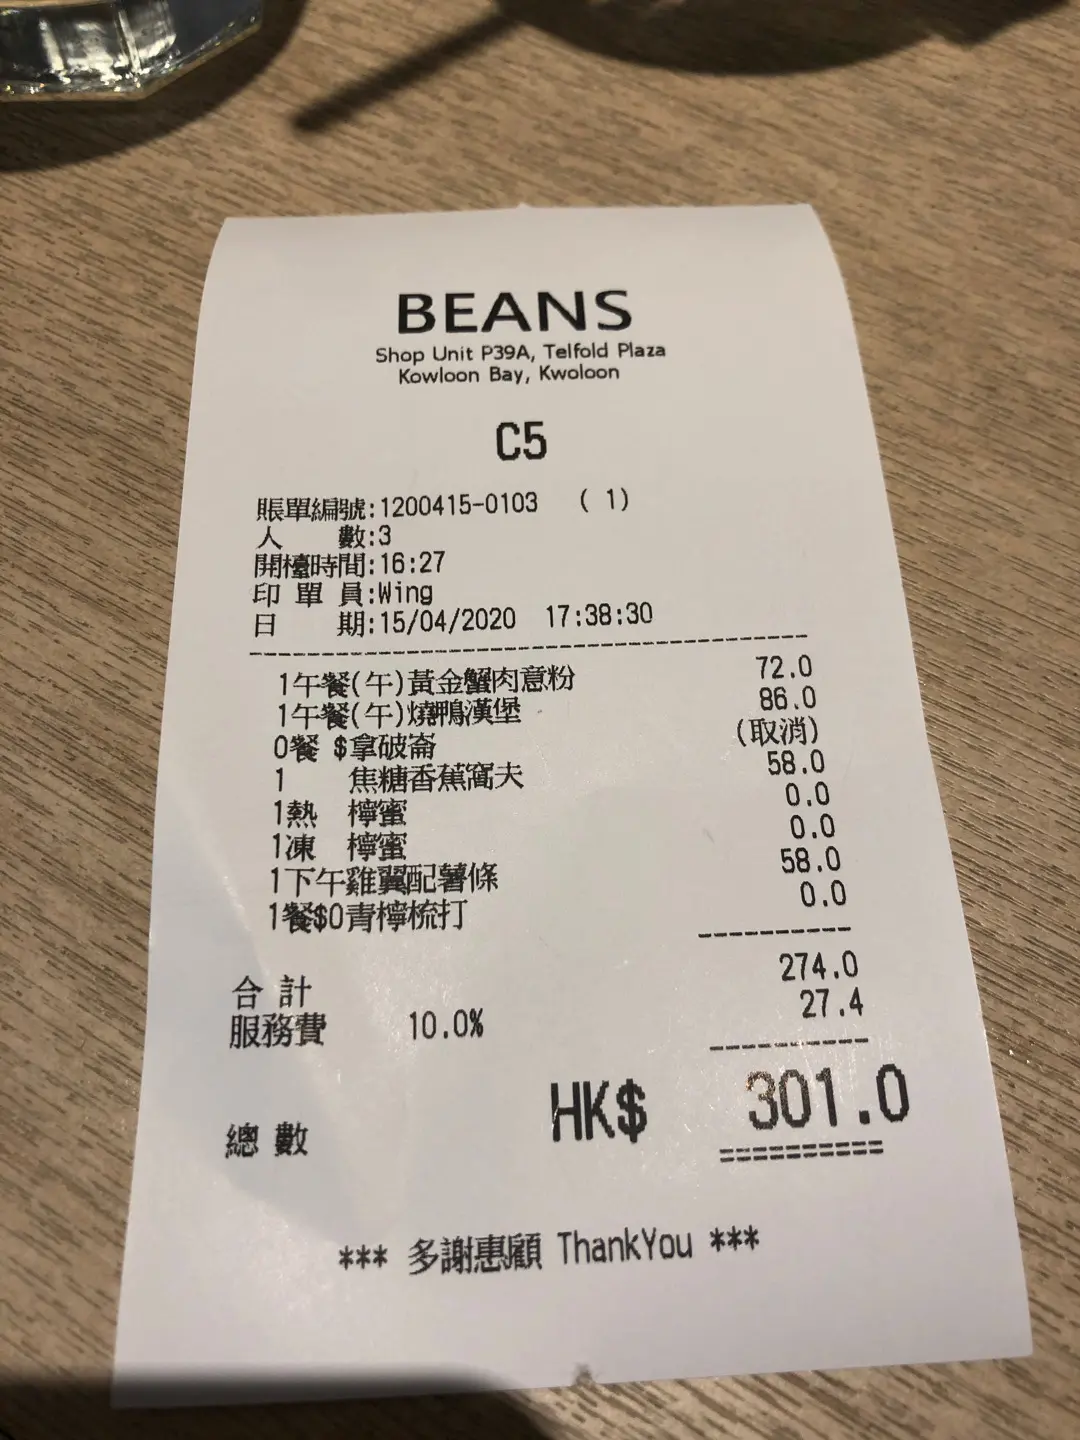 BEANS
Shop Unit P39A, Telfold Plaza
Kowloon Bay, Kwoloon
C5
賬單編號:1200415-0103 ( 1)
人 數:3
開檯時間:16:27
印 單 員:Wing
日 期:15/04/2020 17:38:30
1午餐(午)黃金蟹肉意粉 72.0
1午餐(午)燒鴨漢堡 86.0
0餐 $拿破崙 (取消)
1 焦糖香蕉窩夫 58.0
1熱 檸蜜 0.0
1凍 檸蜜 0.0
1下午雞翼配薯條 58.0
1餐$0青檸梳打 0.0
合 計 274.0
服務費 10.0% 27.4
總 數 HK$ 301.0
*** 多謝惠顧 ThankYou ***